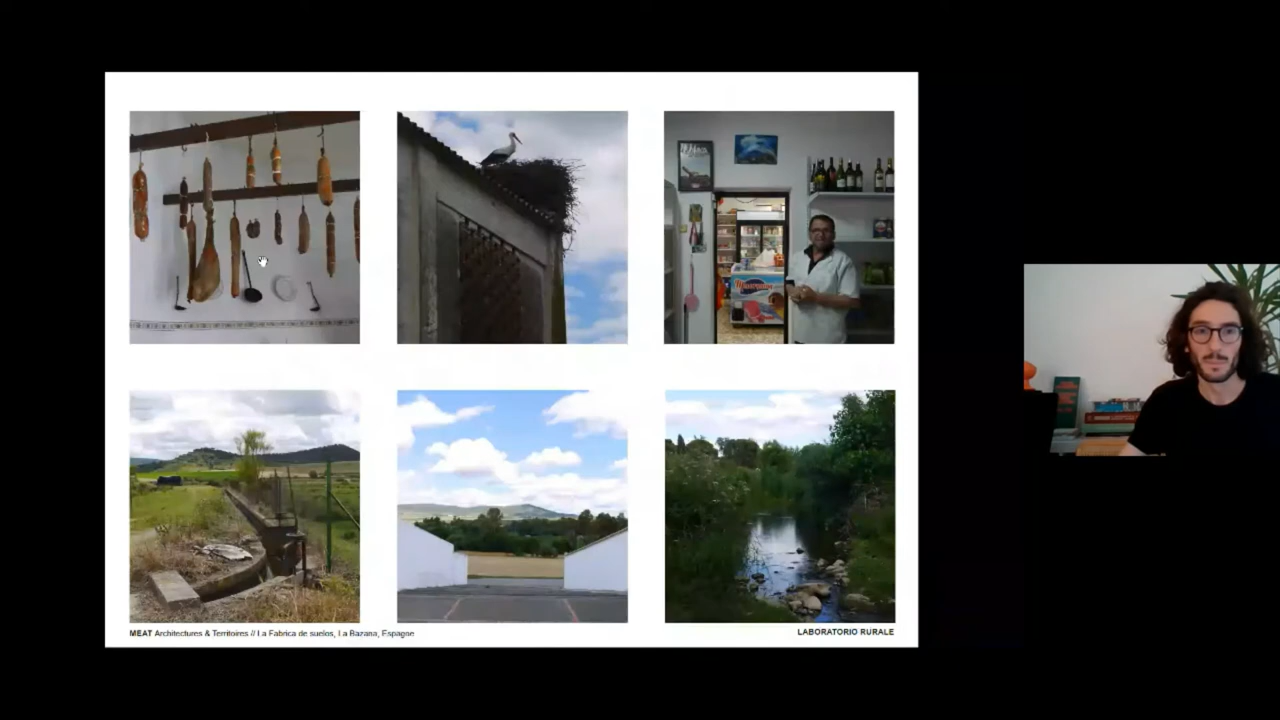 MEAT Architectures & Territoires // La Fabrica de suelos, La Bazana, Espagne
LABORATORIO RURALE